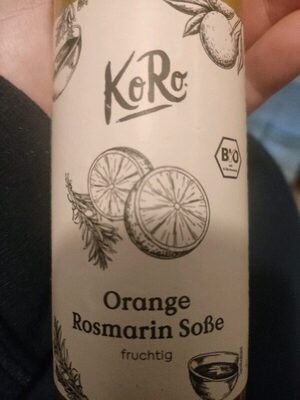 KoRo
BiO
Orange
Rosmarin Soße
fruchtig